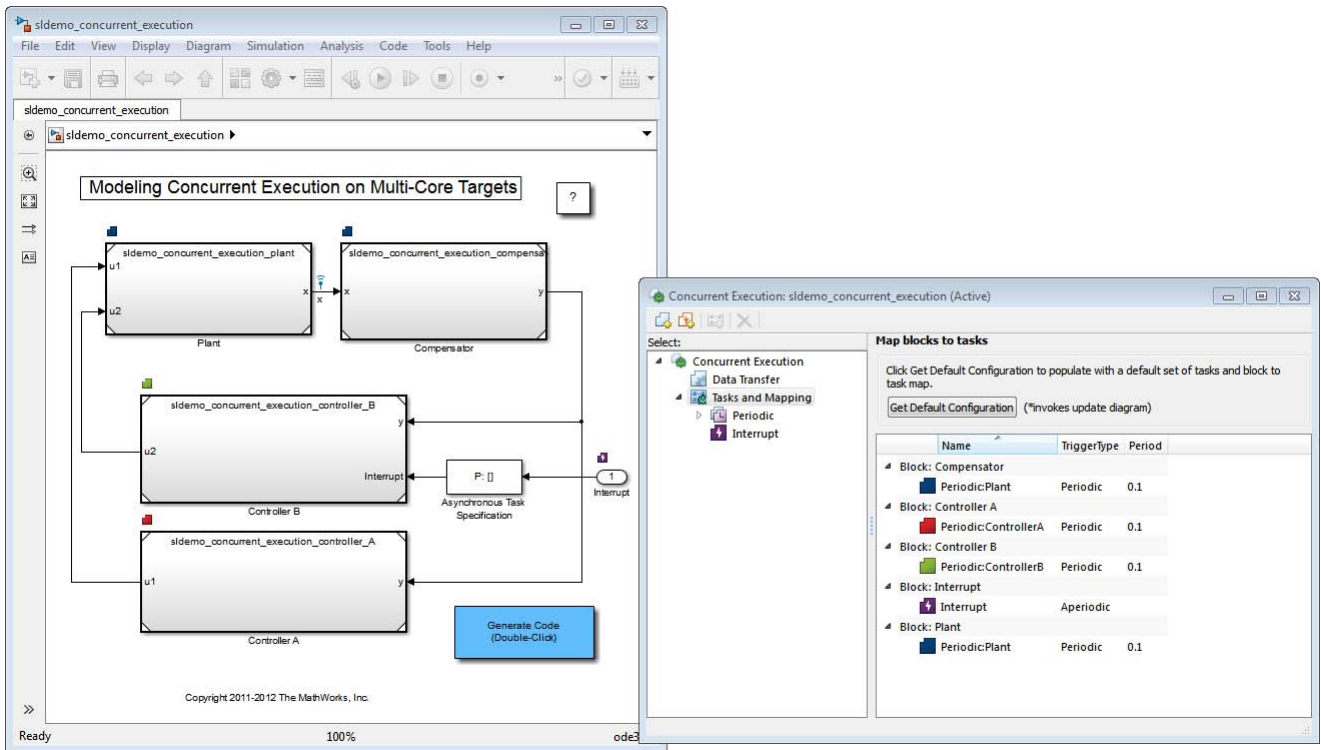 sldemo_concurrent_execution
File Edit View Display Diagram Simulation Analysis Code Tools Help
sldemo_concurrent_execution
sldemo_concurrent_execution
Modeling Concurrent Execution on Multi-Core Targets
?
sldemo_concurrent_execution_plant
u1
u2
x
x
Plant
sldemo_concurrent_execution_compensa
x
y
Compensator
sldemo_concurrent_execution_controller_B
y
u2
Interrupt
Controller B
P: []
Asynchronous Task
Specification
1
Interrupt
sldemo_concurrent_execution_controller_A
u1
y
Controller A
Generate Code
(Double-Click)
Copyright 2011-2012 The MathWorks, Inc.
Ready 100% ode3
Concurrent Execution: sldemo_concurrent_execution (Active)
Select:
Concurrent Execution
Data Transfer
Tasks and Mapping
Periodic
Interrupt
Map blocks to tasks
Click Get Default Configuration to populate with a default set of tasks and block to
task map.
Get Default Configuration (*invokes update diagram)
Name TriggerType Period
Block: Compensator
Periodic:Plant Periodic 0.1
Block: Controller A
Periodic:ControllerA Periodic 0.1
Block: Controller B
Periodic:ControllerB Periodic 0.1
Block: Interrupt
Interrupt Aperiodic
Block: Plant
Periodic:Plant Periodic 0.1